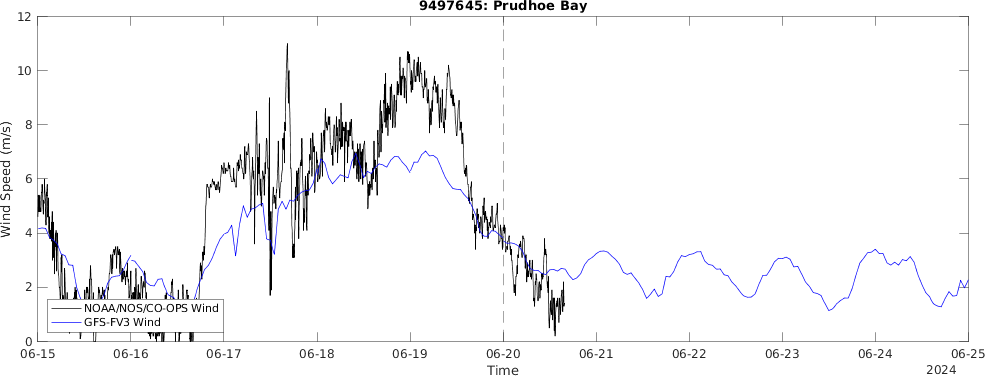 9497645: Prudhoe Bay
12
10
8
6
4
2
0
Wind Speed (m/s)
NOAA/NOS/CO-OPS Wind
GFS-FV3 Wind
06-15 06-16 06-17 06-18 06-19 06-20 06-21 06-22 06-23 06-24 06-25
Time
2024